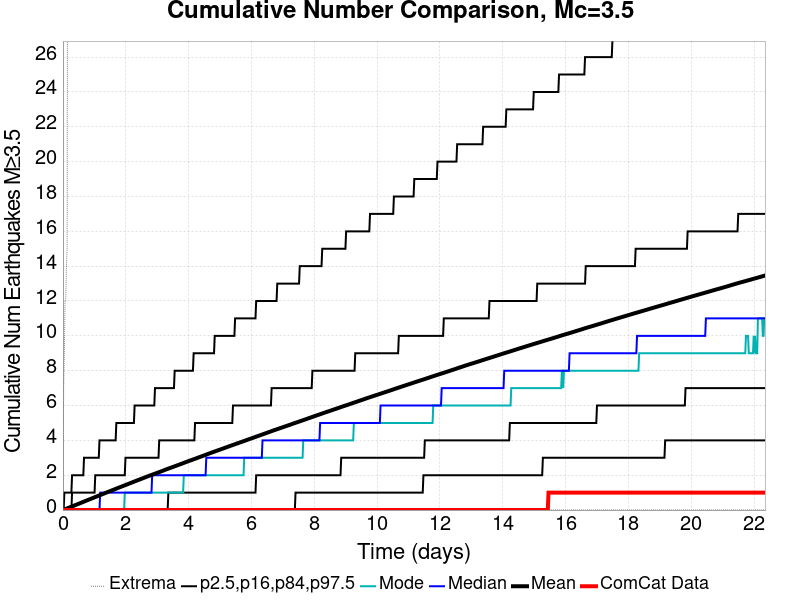 Cumulative Number Comparison, Mc=3.5
Cumulative Num Earthquakes M≥3.5
26
24
22
20
18
16
14
12
10
8
6
4
2
0
0 2 4 6 8 10 12 14 16 18 20 22
Time (days)
Extrema p2.5,p16,p84,p97.5 Mode Median Mean ComCat Data